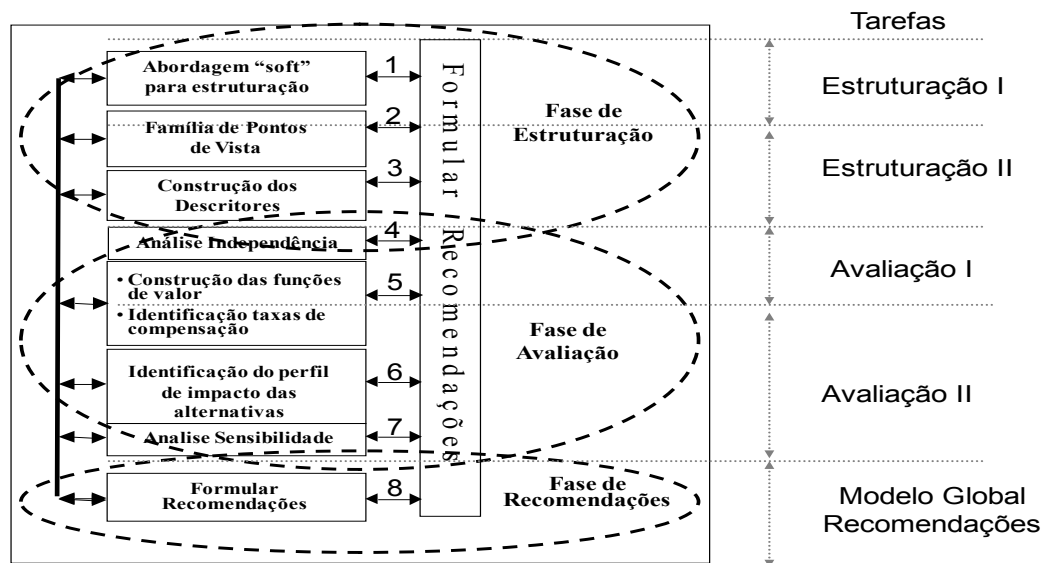 Tarefas
Abordagem “soft”
para estruturação
1
Família de Pontos
de Vista
2
Construção dos
Descritores
3
Análise Independência
4
• Construção das funções
de valor
• Identificação taxas de
compensação
5
Identificação do perfil
de impacto das
alternativas
6
Analise Sensibilidade
7
Formular
Recomendações
8
Formular Recomendações
Fase de
Estruturação
Fase de
Avaliação
Fase de
Recomendações
Estruturação I
Estruturação II
Avaliação I
Avaliação II
Modelo Global
Recomendações